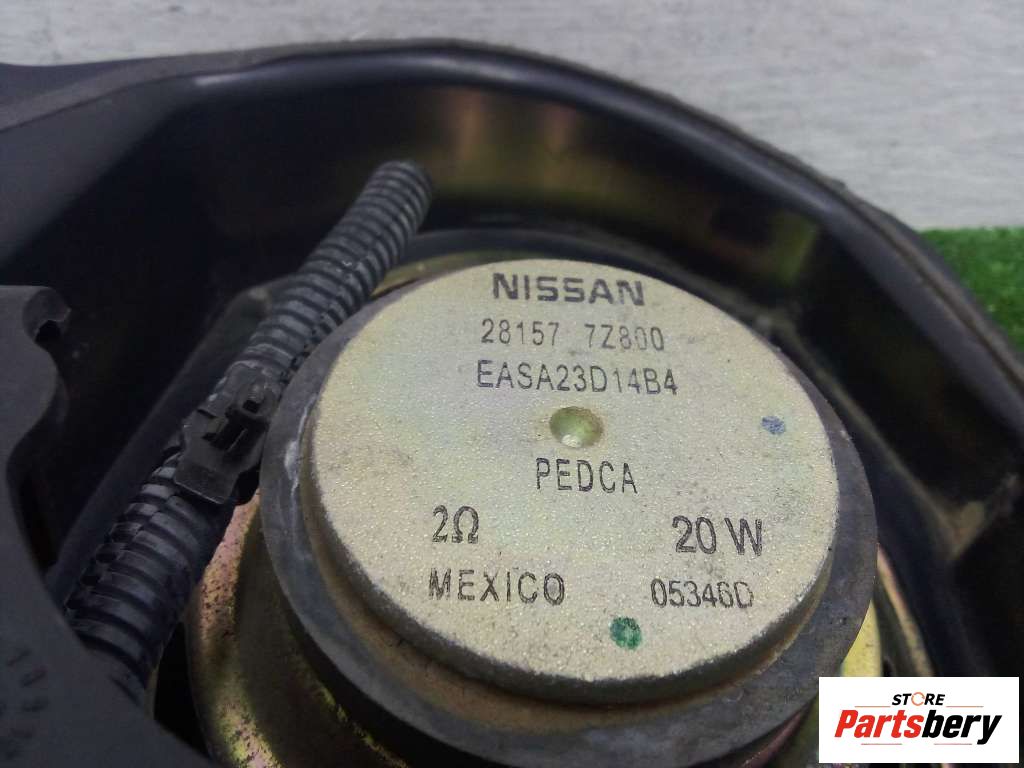 NISSAN
28157 7Z800
EASA23D14B4
PEDCA
2Ω 20 W
MEXICO 05346D
STORE
Partsbery